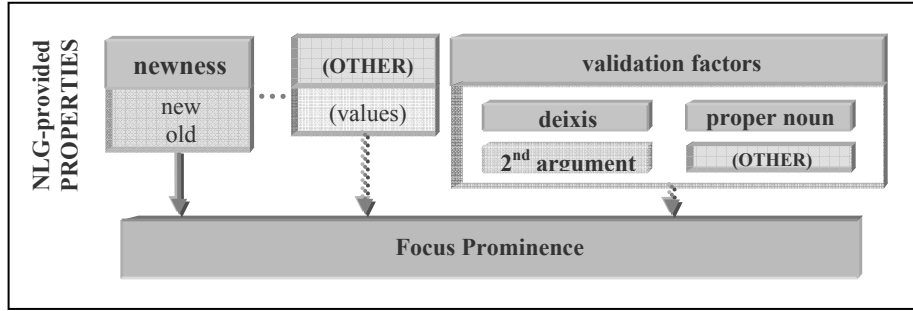 NLG-provided
PROPERTIES
newness
new
old
...
(OTHER)
(values)
validation factors
deixis
proper noun
2nd argument
(OTHER)
Focus Prominence